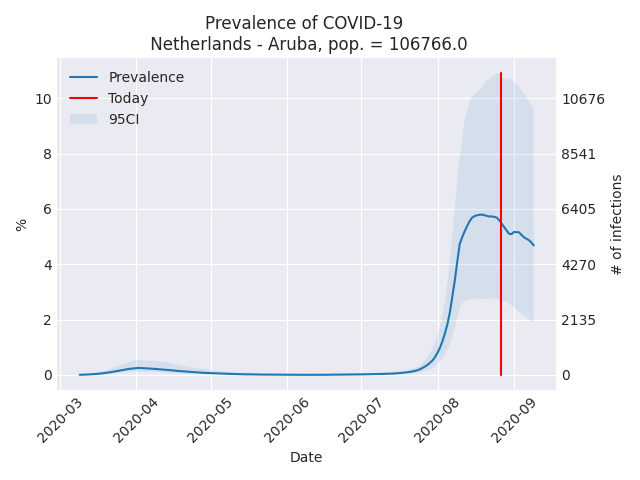 Prevalence of COVID-19
Netherlands - Aruba, pop. = 106766.0
Prevalence
Today
95CI
%
10
8
6
4
2
0
10676
8541
6405
4270
2135
0
# of infections
2020-03
2020-04
2020-05
2020-06
2020-07
2020-08
2020-09
Date